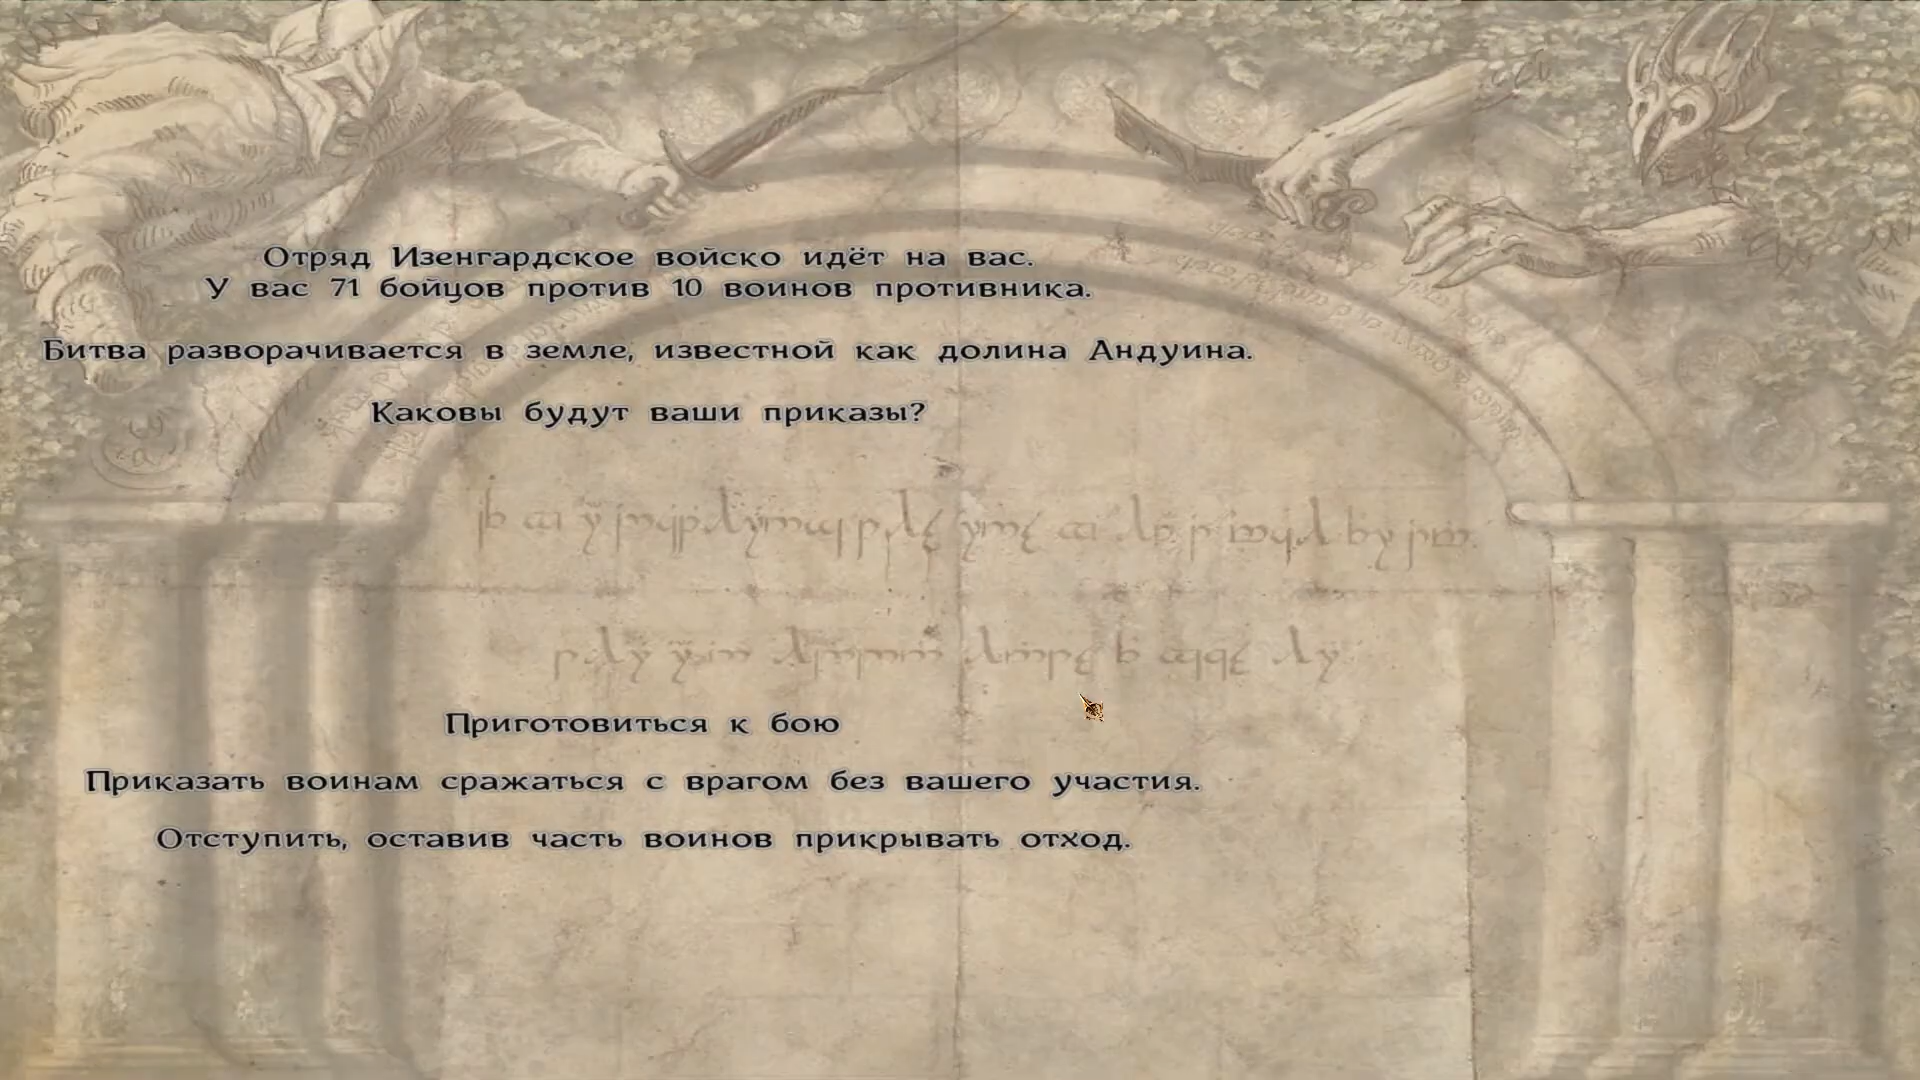 Отряд Изенгардское войско идёт на вас.
У вас 71 бойцов против 10 воинов противника.
Битва разворачивается в земле, известной как долина Андуина.
Каковы будут ваши приказы?
Приготовиться к бою
Приказать воинам сражаться с врагом без вашего участия.
Отступить, оставив часть воинов прикрывать отход.